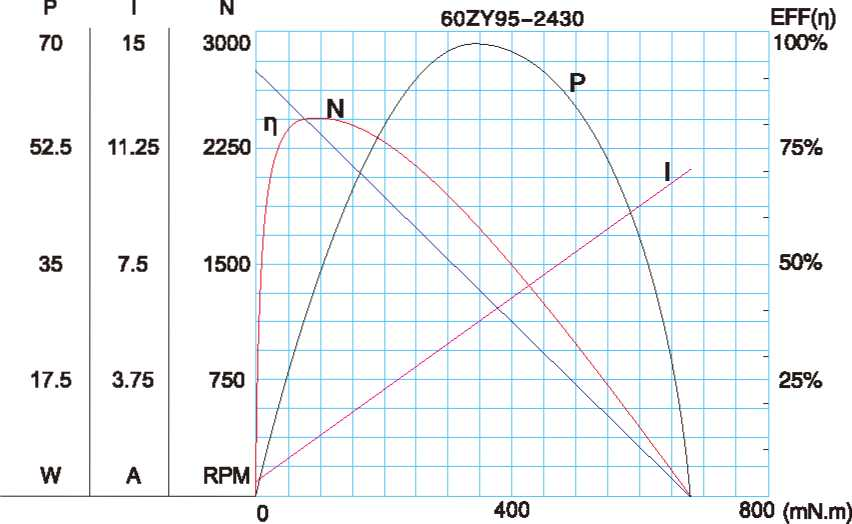 P I N 60ZY95-2430 EFF(η)
70 15 3000 100%
P
η N
52.5 11.25 2250 75%
I
35 7.5 1500 50%
17.5 3.75 750 25%
W A RPM
0 400 800 (mN.m)